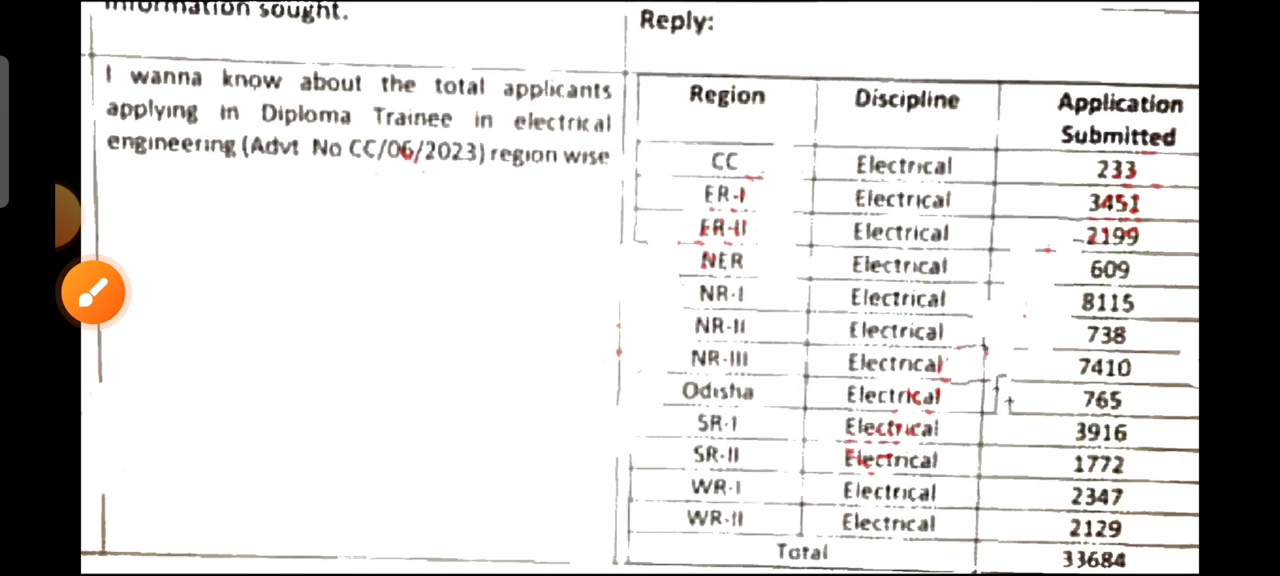 Information sought.
Reply:
I wanna know about the total applicants
applying in Diploma Trainee in electrical
engineering (Advt No CC/06/2023) region wise
Region Discipline Application
Submitted
CC Electrical 233
ER-I Electrical 3451
ER-II Electrical 2199
NER Electrical 609
NR-I Electrical 8115
NR-II Electrical 738
NR-III Electrical 7410
Odisha Electrical 765
SR-I Electrical 3916
SR-II Electrical 1772
WR-I Electrical 2347
WR-II Electrical 2129
Total 33684